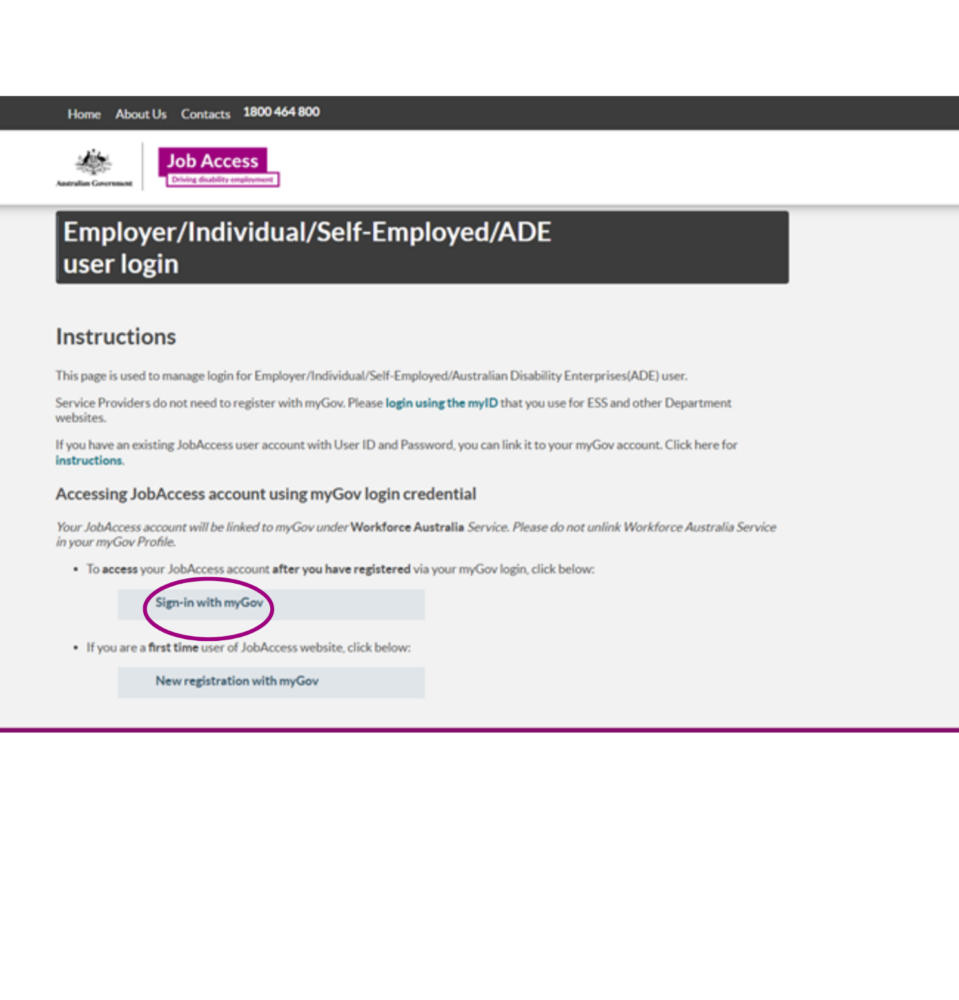 Home About Us Contacts 1800 464 800
Australian Government
Job Access
Driving disability employment
Employer/Individual/Self-Employed/ADE
user login
Instructions
This page is used to manage login for Employer/Individual/Self-Employed/Australian Disability Enterprises(ADE) user.
Service Providers do not need to register with myGov. Please login using the myID that you use for ESS and other Department
websites.
If you have an existing JobAccess user account with User ID and Password, you can link it to your myGov account. Click here for
instructions.
Accessing JobAccess account using myGov login credential
Your JobAccess account will be linked to myGov under Workforce Australia Service. Please do not unlink Workforce Australia Service
in your myGov Profile.
• To access your JobAccess account after you have registered via your myGov login, click below:
Sign-in with myGov
• If you are a first time user of JobAccess website, click below:
New registration with myGov